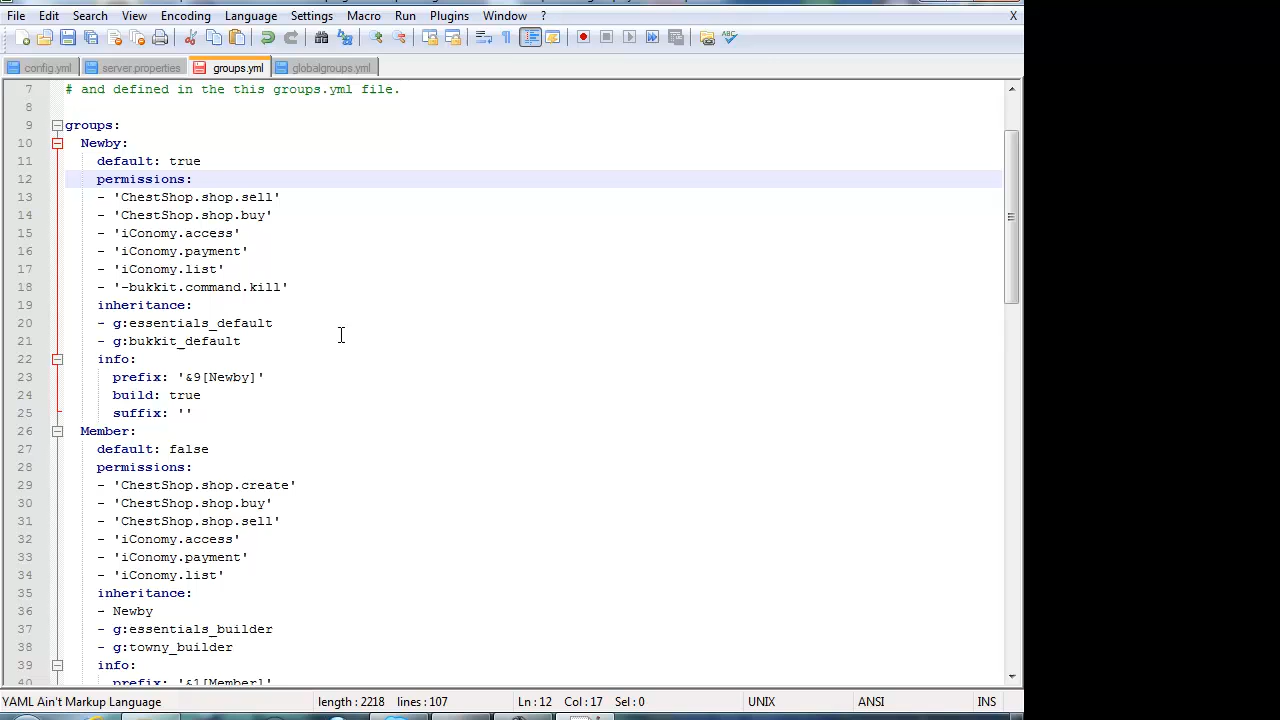 File Edit Search View Encoding Language Settings Macro Run Plugins Window ? X
config.yml server.properties groups.yml globalgroups.yml
7 # and defined in the this groups.yml file.
8
9 groups:
10 Newby:
11 default: true
12 permissions:
13 - 'ChestShop.shop.sell'
14 - 'ChestShop.shop.buy'
15 - 'iConomy.access'
16 - 'iConomy.payment'
17 - 'iConomy.list'
18 - '-bukkit.command.kill'
19 inheritance:
20 - g:essentials_default
21 - g:bukkit_default
22 info:
23 prefix: '&9[Newby]'
24 build: true
25 suffix: ''
26 Member:
27 default: false
28 permissions:
29 - 'ChestShop.shop.create'
30 - 'ChestShop.shop.buy'
31 - 'ChestShop.shop.sell'
32 - 'iConomy.access'
33 - 'iConomy.payment'
34 - 'iConomy.list'
35 inheritance:
36 - Newby
37 - g:essentials_builder
38 - g:towny_builder
39 info:
40 prefix: '&1[Member]'
YAML Ain't Markup Language length : 2218 lines : 107 Ln : 12 Col : 17 Sel : 0 UNIX ANSI INS